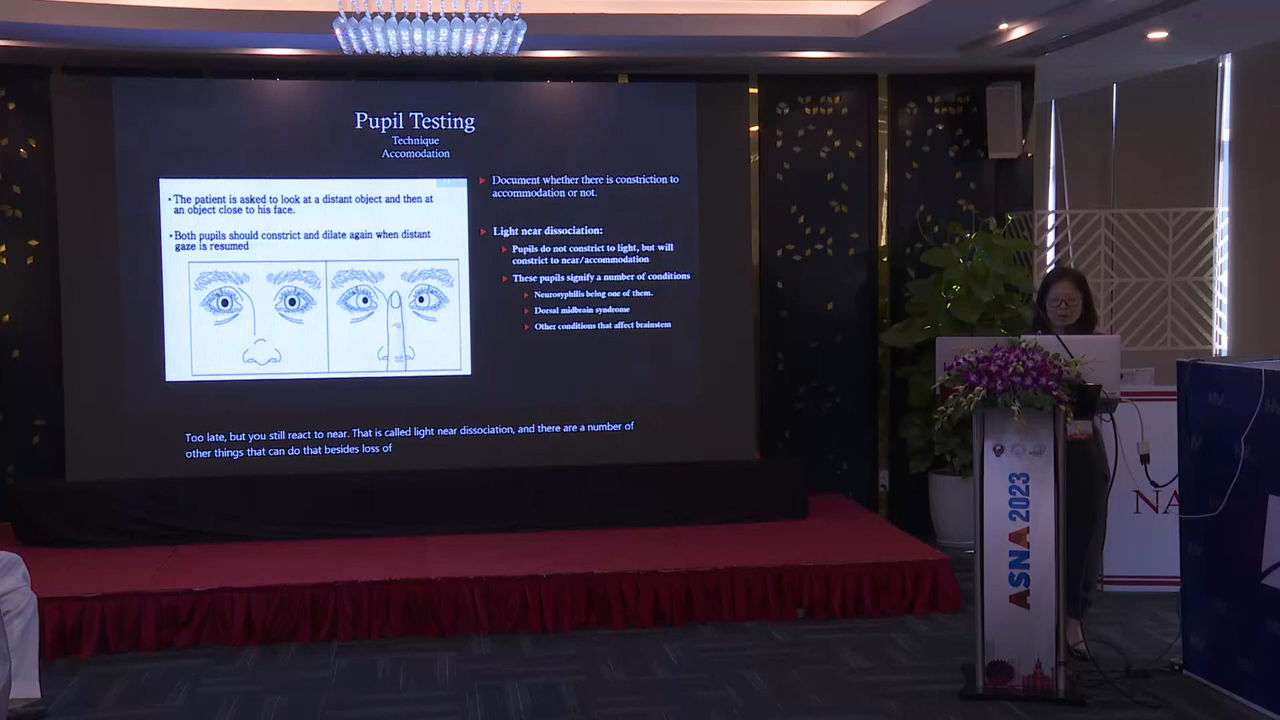 Pupil Testing
Technique
Accomodation
• The patient is asked to look at a distant object and then at
an object close to his face.
• Both pupils should constrict and dilate again when distant
gaze is resumed
Document whether there is constriction to
accommodation or not.
Light near dissociation:
Pupils do not constrict to light, but will
constrict to near/accommodation
These pupils signify a number of conditions
Neurosyphilis being one of them.
Dorsal midbrain syndrome
Other conditions that affect brainstem
Too late, but you still react to near. That is called light near dissociation, and there are a number of
other things that can do that besides loss of
ASNA 2023
NA